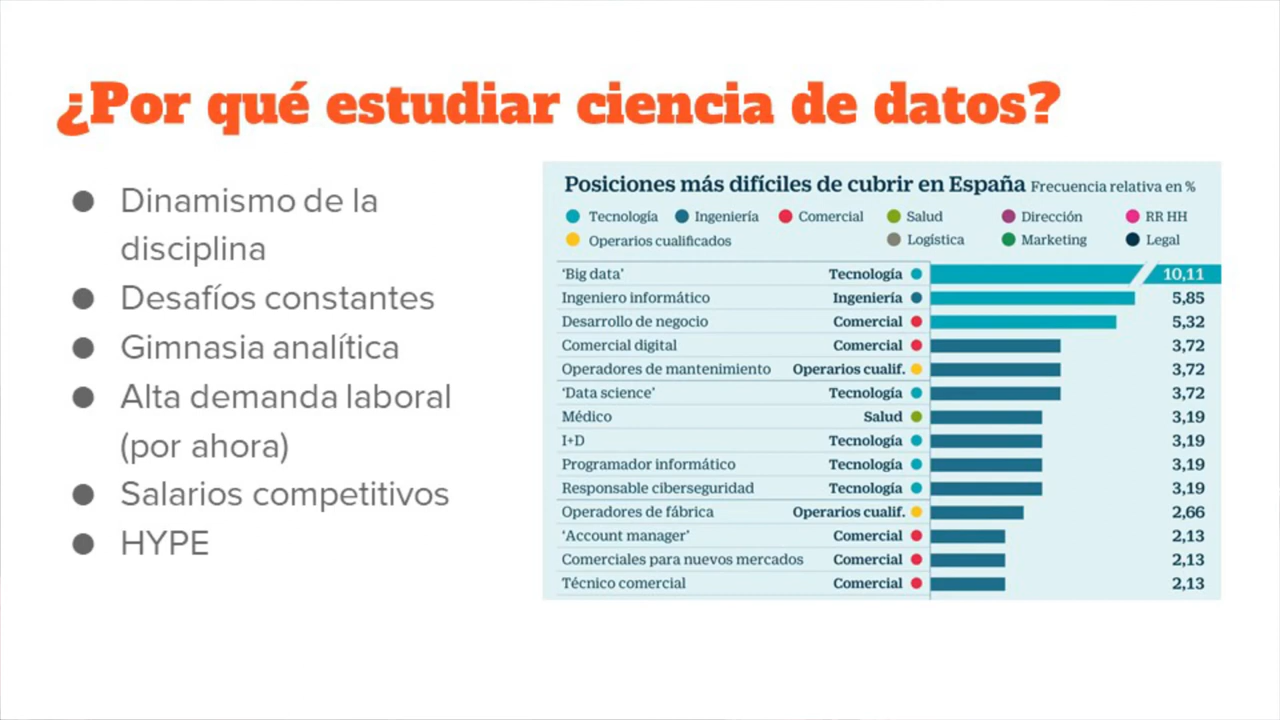 ¿Por qué estudiar ciencia de datos?
● Dinamismo de la
disciplina
● Desafíos constantes
● Gimnasia analítica
● Alta demanda laboral
(por ahora)
● Salarios competitivos
● HYPE
Posiciones más difíciles de cubrir en España Frecuencia relativa en %
Tecnología Ingeniería Comercial Salud Dirección RR HH
Operarios cualificados Logística Marketing Legal
‘Big data’ Tecnología 10,11
Ingeniero informático Ingeniería 5,85
Desarrollo de negocio Comercial 5,32
Comercial digital Comercial 3,72
Operadores de mantenimiento Operarios cualif. 3,72
‘Data science’ Tecnología 3,72
Médico Salud 3,19
I+D Tecnología 3,19
Programador informático Tecnología 3,19
Responsable ciberseguridad Tecnología 3,19
Operadores de fábrica Operarios cualif. 2,66
‘Account manager’ Comercial 2,13
Comerciales para nuevos mercados Comercial 2,13
Técnico comercial Comercial 2,13